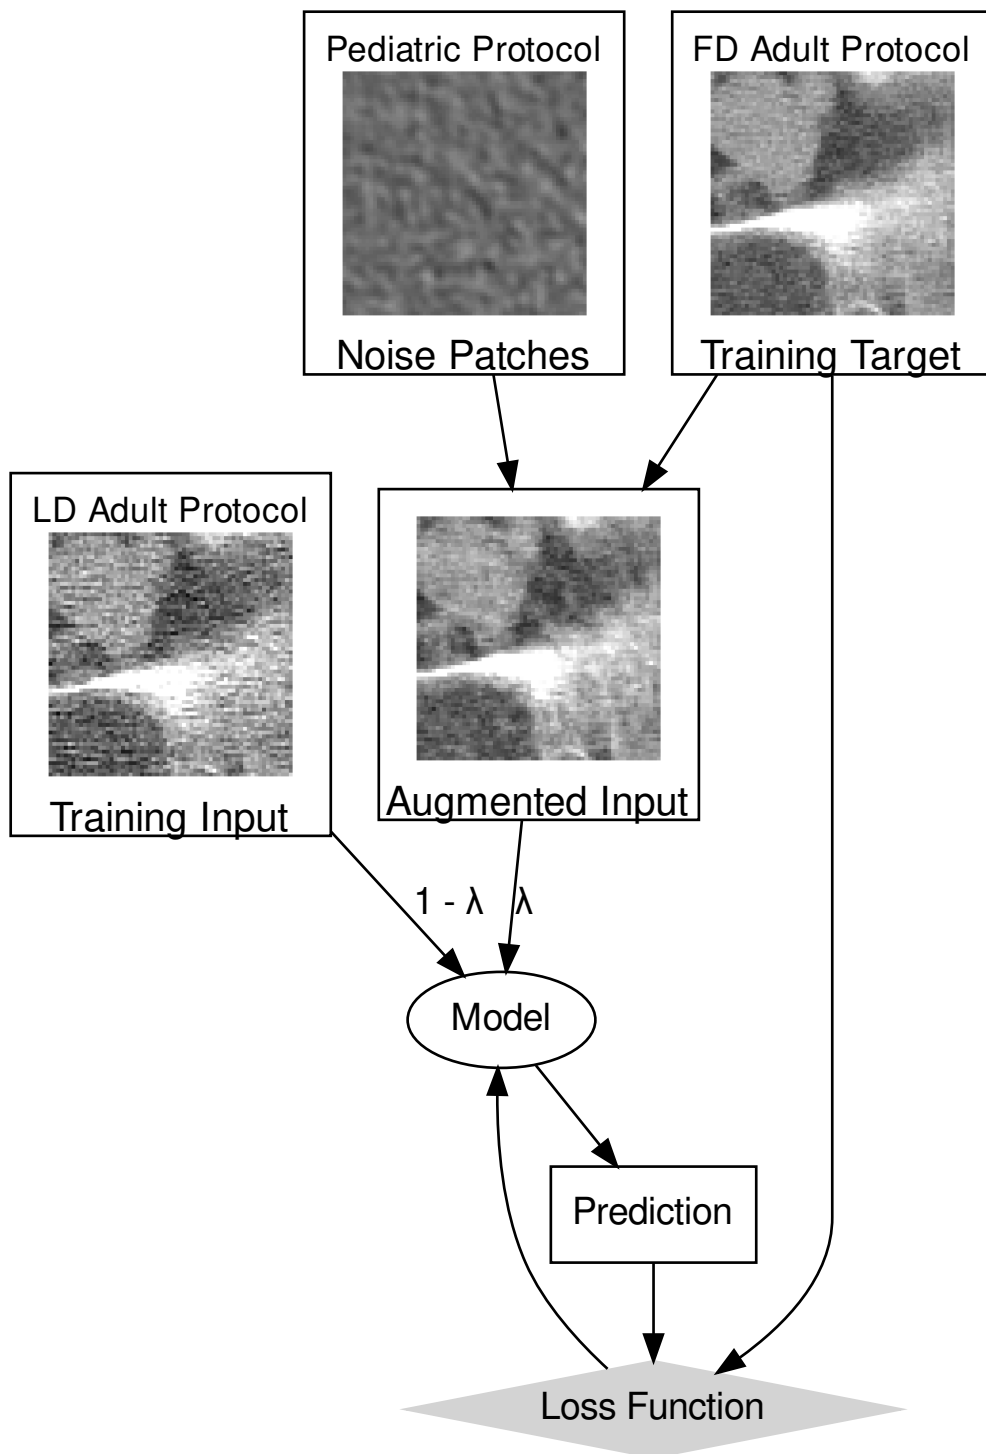 Pediatric Protocol
Noise Patches
FD Adult Protocol
Training Target
LD Adult Protocol
Training Input
Augmented Input
1 - λ
λ
Model
Prediction
Loss Function